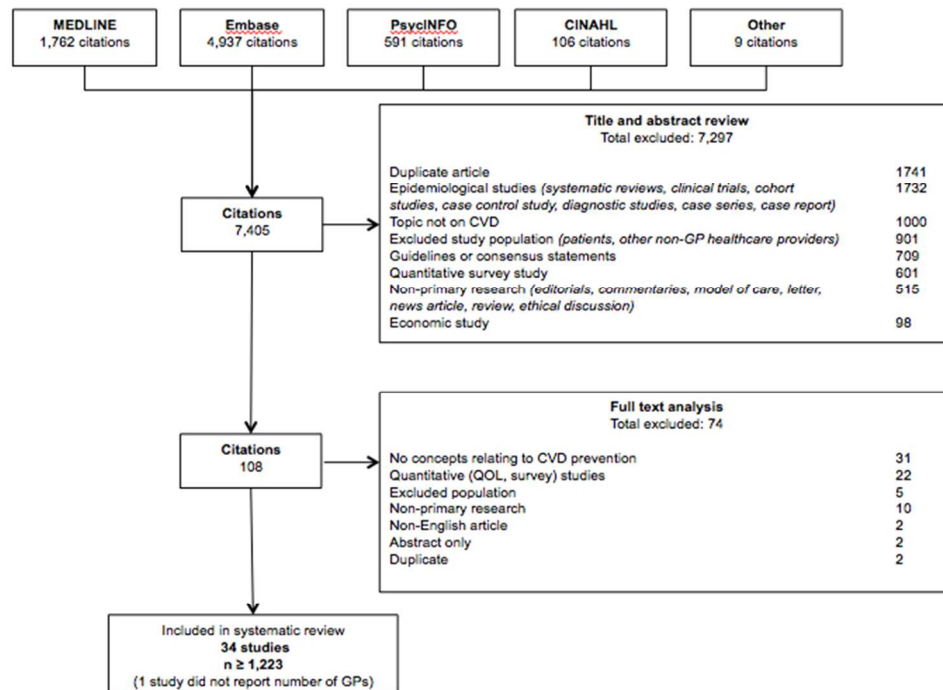 MEDLINE
1,762 citations
Embase
4,937 citations
PsycINFO
591 citations
CINAHL
106 citations
Other
9 citations
Title and abstract review
Total excluded: 7,297
Duplicate article 1741
Epidemiological studies (systematic reviews, clinical trials, cohort 1732
studies, case control study, diagnostic studies, case series, case report)
Topic not on CVD 1000
Excluded study population (patients, other non-GP healthcare providers) 901
Guidelines or consensus statements 709
Quantitative survey study 601
Non-primary research (editorials, commentaries, model of care, letter, 515
news article, review, ethical discussion)
Economic study 98
Citations
7,405
Full text analysis
Total excluded: 74
No concepts relating to CVD prevention 31
Quantitative (QOL, survey) studies 22
Excluded population 5
Non-primary research 10
Non-English article 2
Abstract only 2
Duplicate 2
Citations
108
Included in systematic review
34 studies
n ≥ 1,223
(1 study did not report number of GPs)